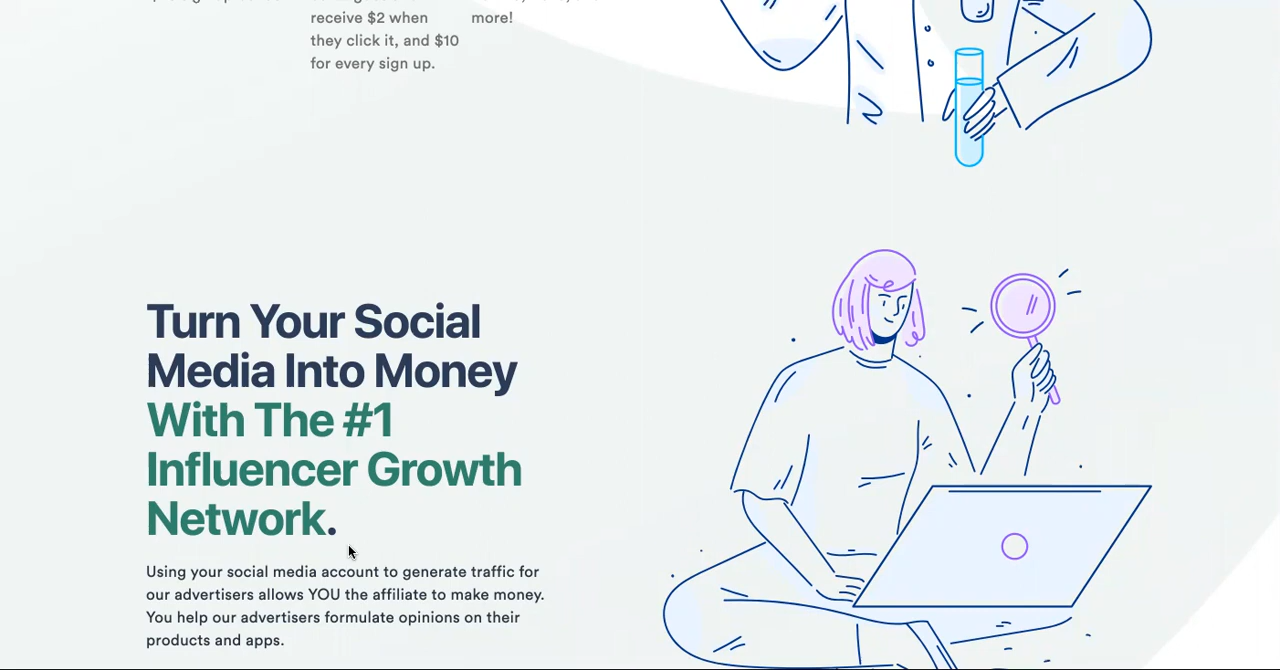 receive $2 when
more!
they click it, and $10
for every sign up.
Turn Your Social
Media Into Money
With The #1
Influencer Growth
Network.
Using your social media account to generate traffic for
our advertisers allows YOU the affiliate to make money.
You help our advertisers formulate opinions on their
products and apps.